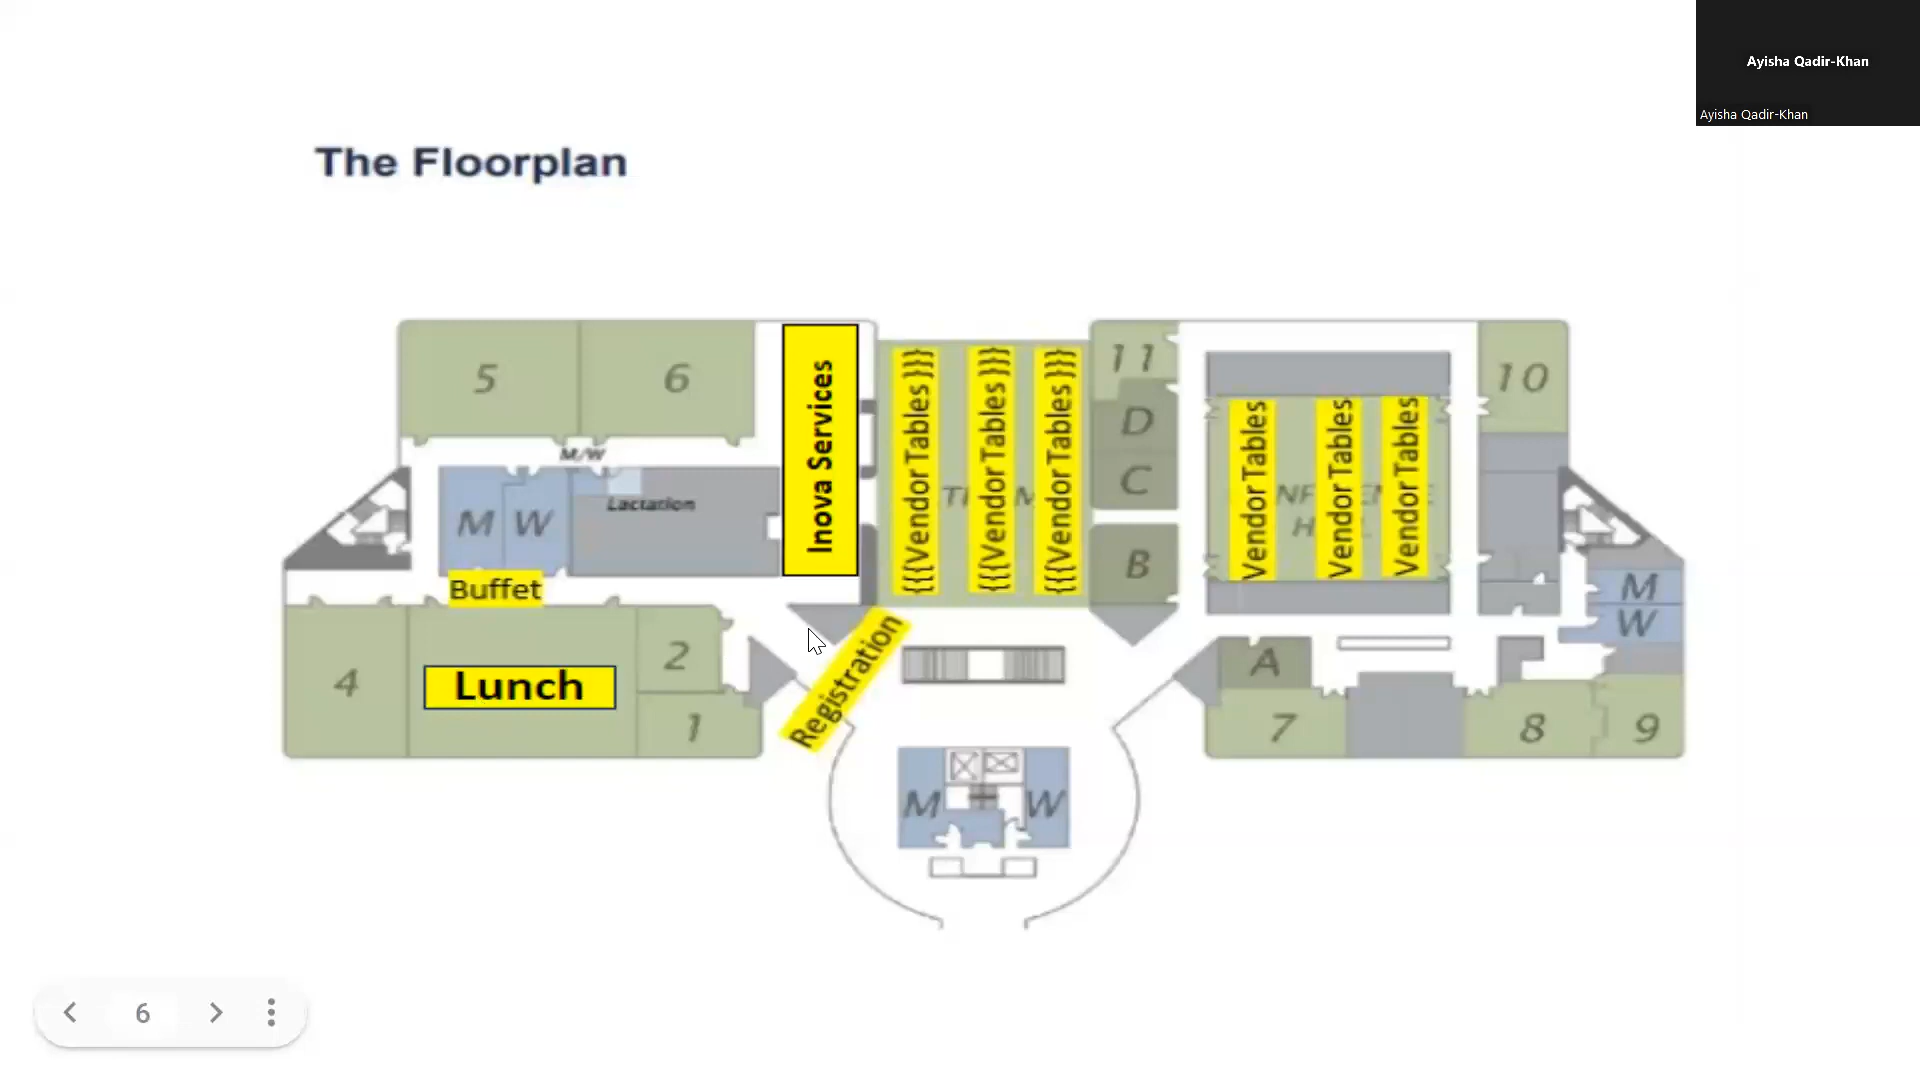 Ayisha Qadir-Khan
Ayisha Qadir-Khan
The Floorplan
5
6
Inova Services
{{{Vendor Tables }}}
{{{Vendor Tables }}}
{{{Vendor Tables }}}
11
D
C
B
Vendor Tables
Vendor Tables
Vendor Tables
10
M/W
M
W
Lactation
Buffet
4
Lunch
2
1
Registration
A
7
8
9
M
W
M
W
6